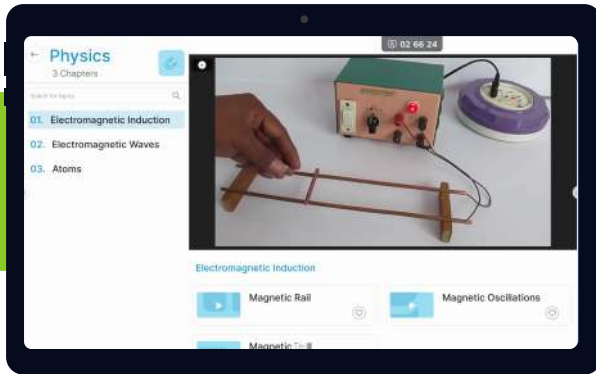 02 66 24
Physics
3 Chapters
01. Electromagnetic Induction
02. Electromagnetic Waves
03. Atoms
Electromagnetic Induction
Magnetic Rail
Magnetic Oscillations
Magnetic